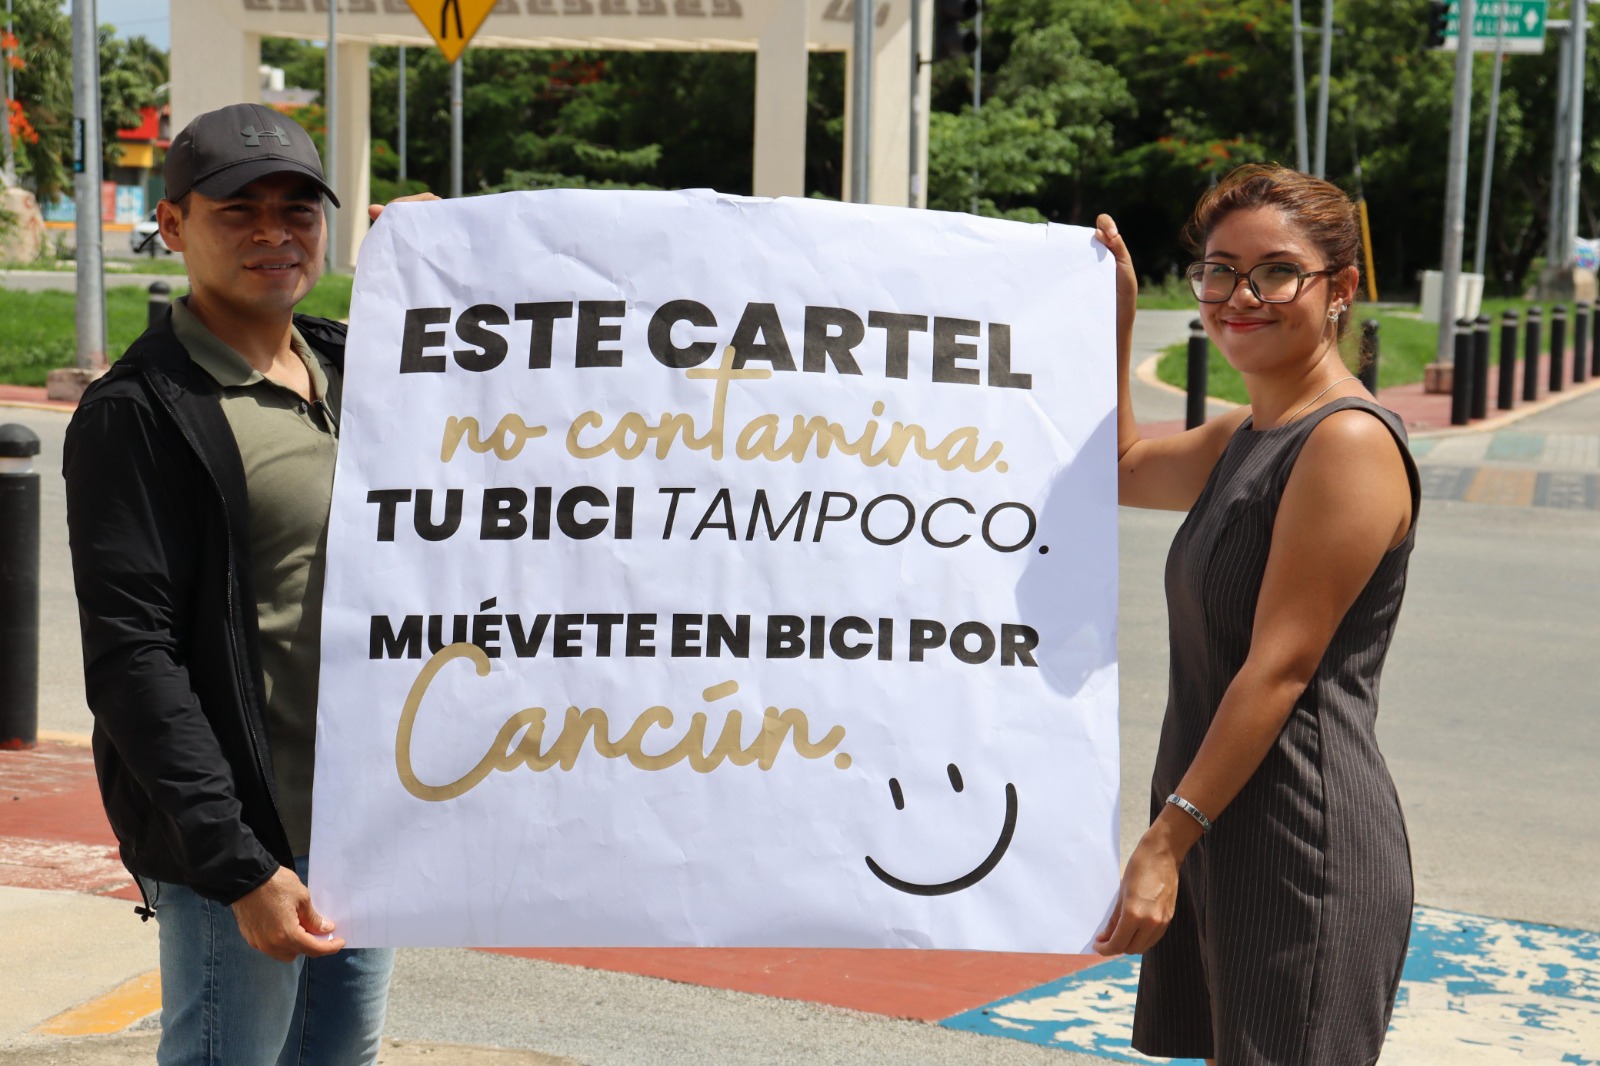 ESTE CARTEL
no contamina.
TU BICI TAMPOCO.
MUÉVETE EN BICI POR
Cancún.